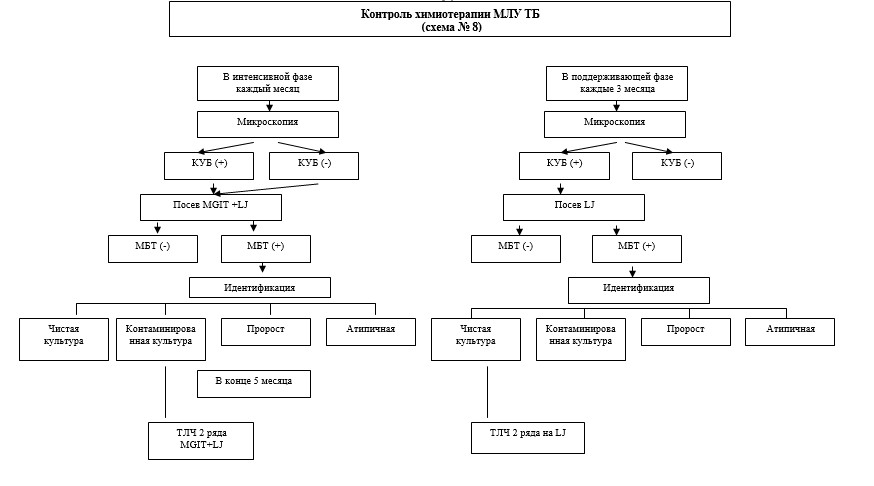 Контроль химиотерапии МЛУ ТБ
(схема № 8)
В интенсивной фазе
каждый месяц
Микроскопия
КУБ (+)
КУБ (-)
Посев MGIT +LJ
МБТ (-)
МБТ (+)
Идентификация
Чистая
культура
Контаминирова
нная культура
Пророст
Атипичная
В конце 5 месяца
ТЛЧ 2 ряда
MGIT+LJ
В поддерживающей фазе
каждые 3 месяца
Микроскопия
КУБ (+)
КУБ (-)
Посев LJ
МБТ (-)
МБТ (+)
Идентификация
Чистая
культура
Контаминирова
нная культура
Пророст
Атипичная
ТЛЧ 2 ряда на LJ